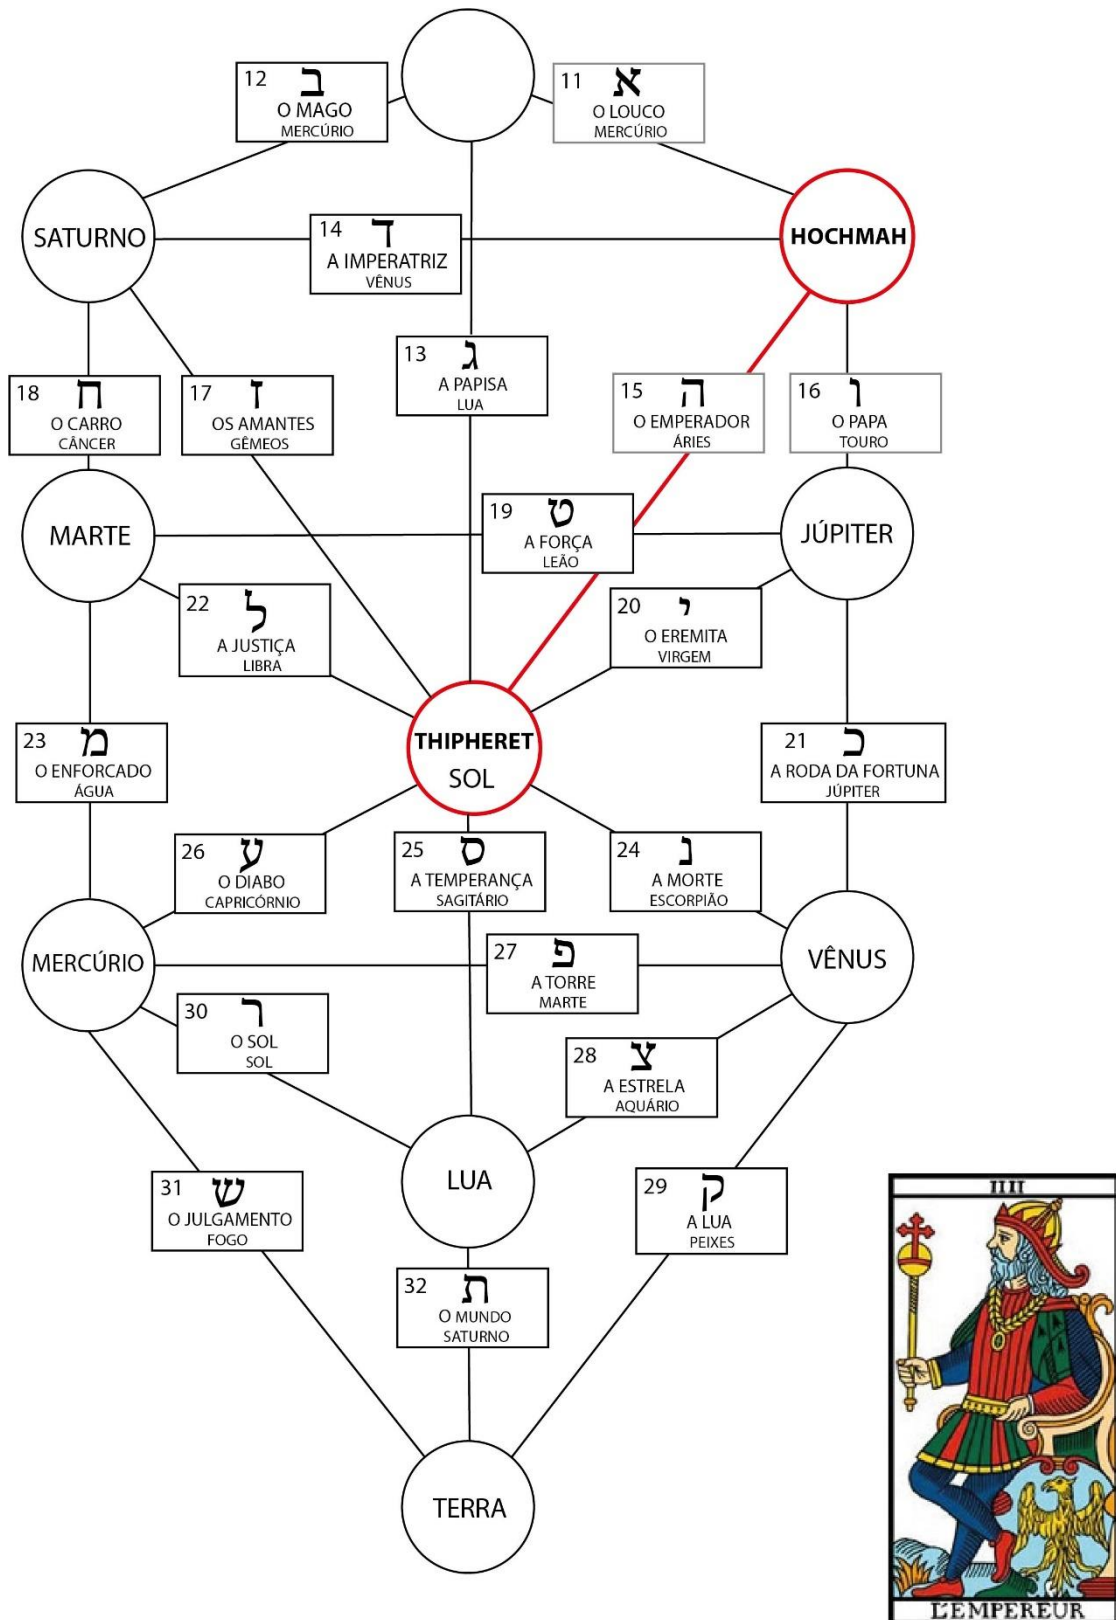 12 ב
O MAGO
MERCÚRIO
11 א
O LOUCO
MERCÚRIO
SATURNO
14 ד
A IMPERATRIZ
VÊNUS
HOCHMAH
13 ג
A PAPISA
LUA
18 ח
O CARRO
CÂNCER
17 ז
OS AMANTES
GÊMEOS
15 ה
O EMPERADOR
ÁRIES
16 ו
O PAPA
TOURO
MARTE
19 ט
A FORÇA
LEÃO
JÚPITER
22 ל
A JUSTIÇA
LIBRA
20 י
O EREMITA
VIRGEM
THIPHERET
SOL
23 מ
O ENFORCADO
ÁGUA
21 כ
A RODA DA FORTUNA
JÚPITER
26 ע
O DIABO
CAPRICÓRNIO
25 ס
A TEMPERANÇA
SAGITÁRIO
24 נ
A MORTE
ESCORPIÃO
MERCÚRIO
27 פ
A TORRE
MARTE
VÊNUS
30 ר
O SOL
SOL
28 צ
A ESTRELA
AQUÁRIO
LUA
31 ש
O JULGAMENTO
FOGO
29 ק
A LUA
PEIXES
32 ת
O MUNDO
SATURNO
TERRA
IIII
L'EMPEREUR